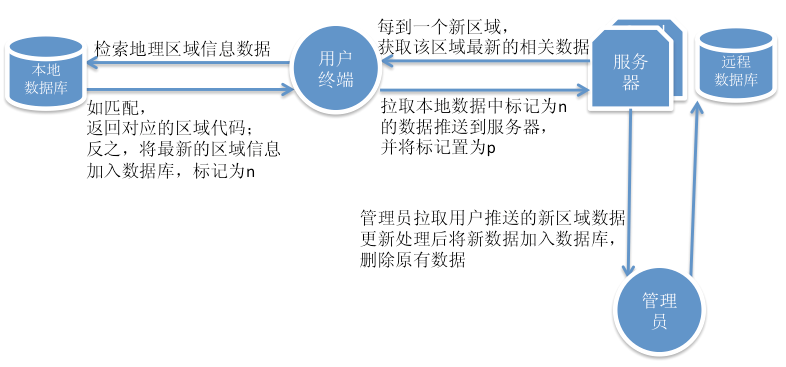 每到一个新区域，
获取该区域最新的相关数据
检索地理区域信息数据
用户
终端
服务
器
远程
数据库
本地
数据库
如匹配，
返回对应的区域代码；
反之，将最新的区域信息
加入数据库，标记为n
拉取本地数据中标记为n
的数据推送到服务器，
并将标记置为p
管理员拉取用户推送的新区域数据
更新处理后将新数据加入数据库，
删除原有数据
管理
员